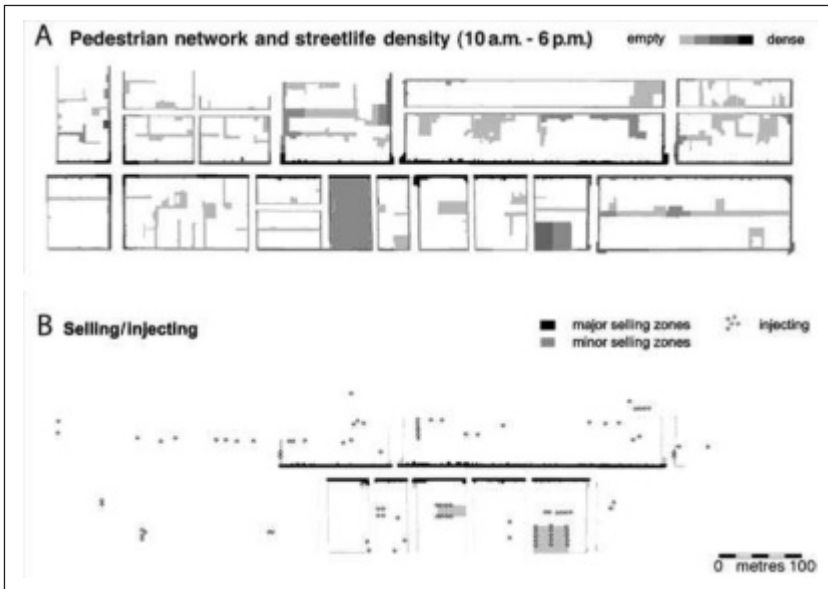 A Pedestrian network and streetlife density (10 a.m. - 6 p.m.) empty dense
B Selling/injecting
major selling zones injecting
minor selling zones
0 metres 100